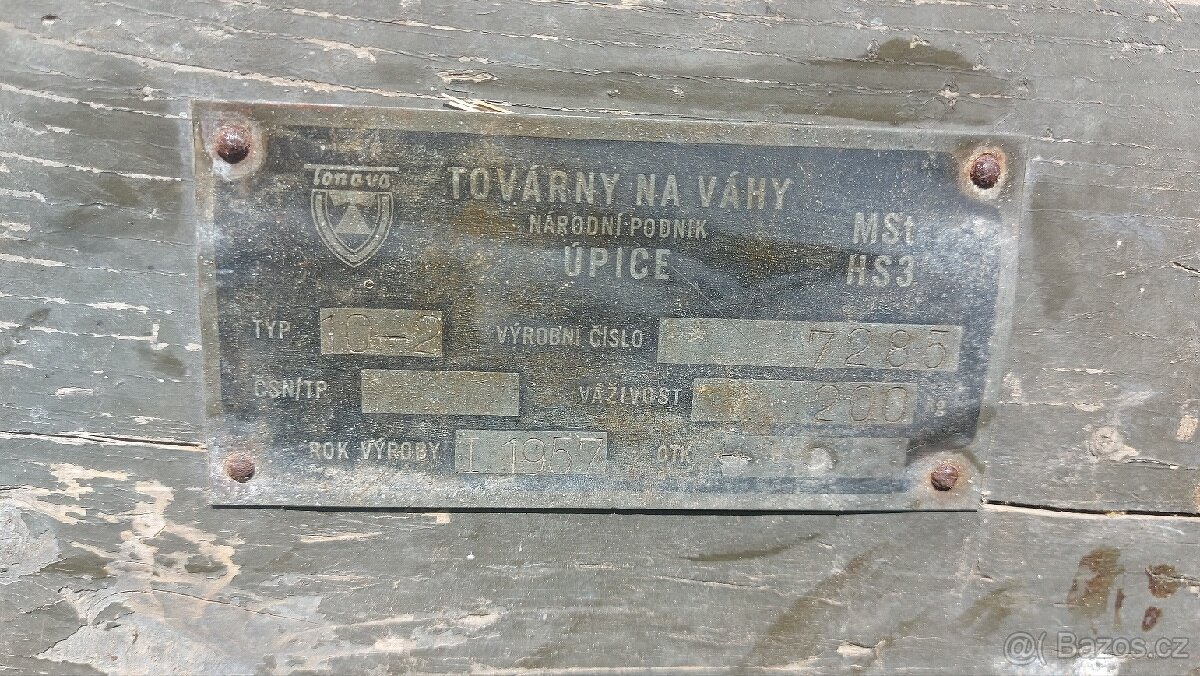 Tonava
TOVÁRNY NA VÁHY
NÁRODNÍ PODNIK
ÚPICE
MSt
HS3
TYP 10-2 VÝROBNÍ ČÍSLO 7285
ČSN/TP VÁŽIVOST 200 kg
ROK VÝROBY I 1957 OTK
Bazos.cz